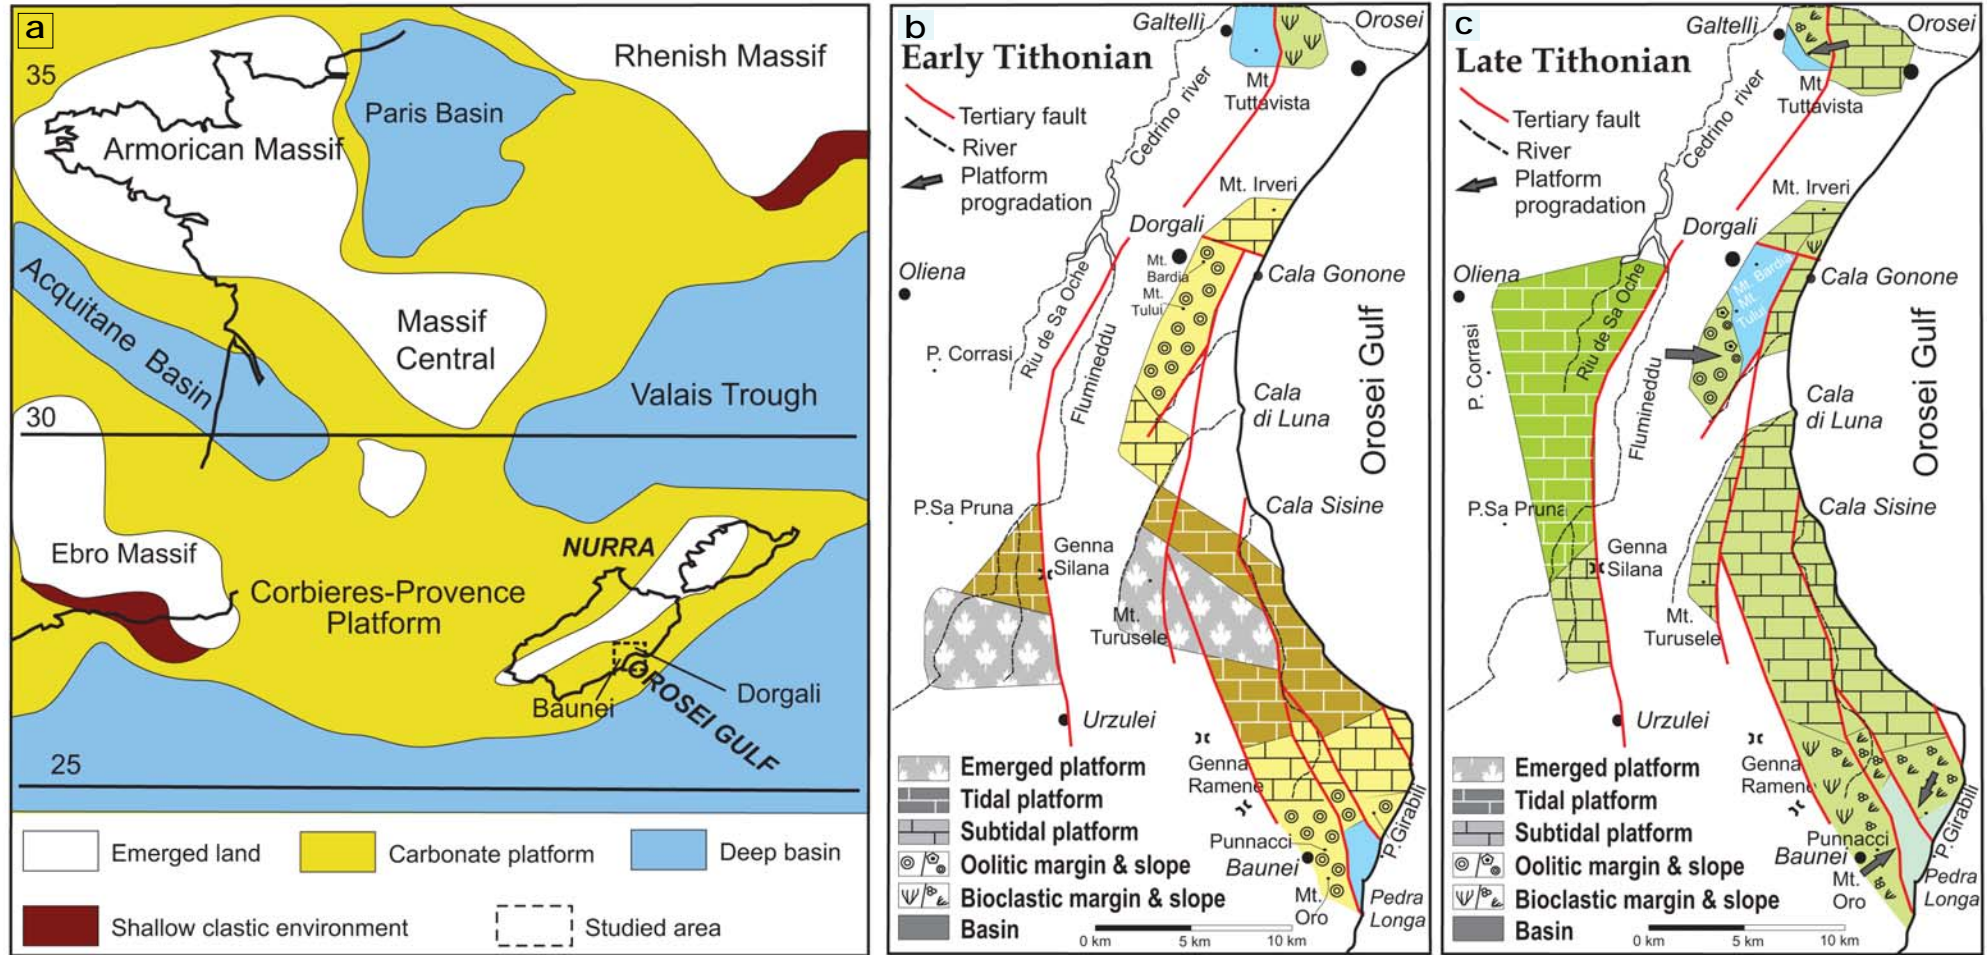 a
35
Rhenish Massif
Paris Basin
Armorican Massif
Acquitane Basin
Massif
Central
Valais Trough
30
Ebro Massif
NURRA
Corbieres-Provence
Platform
Baunei
Dorgali
OROSEI GULF
25
Emerged land
Carbonate platform
Deep basin
Shallow clastic environment
Studied area
b
Early Tithonian
Galtellì
Orosei
Tertiary fault
River
Platform
progradation
Cedrino river
Mt.
Tuttavista
Mt. Irveri
Dorgali
Oliena
Mt.
Bardia
Mt.
Tului
Cala Gonone
Riu de Sa Oche
P. Corrasi
Flumineddu
Cala
di Luna
Orosei Gulf
P.Sa Pruna
Cala Sisine
Genna
Silana
Mt.
Turusele
Urzulei
Genna
Ramene
P. Girabili
Punnacci
Baunei
Mt.
Oro
Pedra
Longa
Emerged platform
Tidal platform
Subtidal platform
Oolitic margin & slope
Bioclastic margin & slope
Basin
0 km
5 km
10 km
c
Late Tithonian
Galtellì
Orosei
Tertiary fault
River
Platform
progradation
Cedrino river
Mt.
Tuttavista
Mt. Irveri
Dorgali
Oliena
Mt. Bardia
Mt.
Tului
Cala Gonone
Riu de Sa Oche
P. Corrasi
Flumineddu
Cala
di Luna
Orosei Gulf
P.Sa Pruna
Cala Sisine
Genna
Silana
Mt.
Turusele
Urzulei
Genna
Ramene
P. Girabili
Punnacci
Baunei
Mt.
Oro
Pedra
Longa
Emerged platform
Tidal platform
Subtidal platform
Oolitic margin & slope
Bioclastic margin & slope
Basin
0 km
5 km
10 km